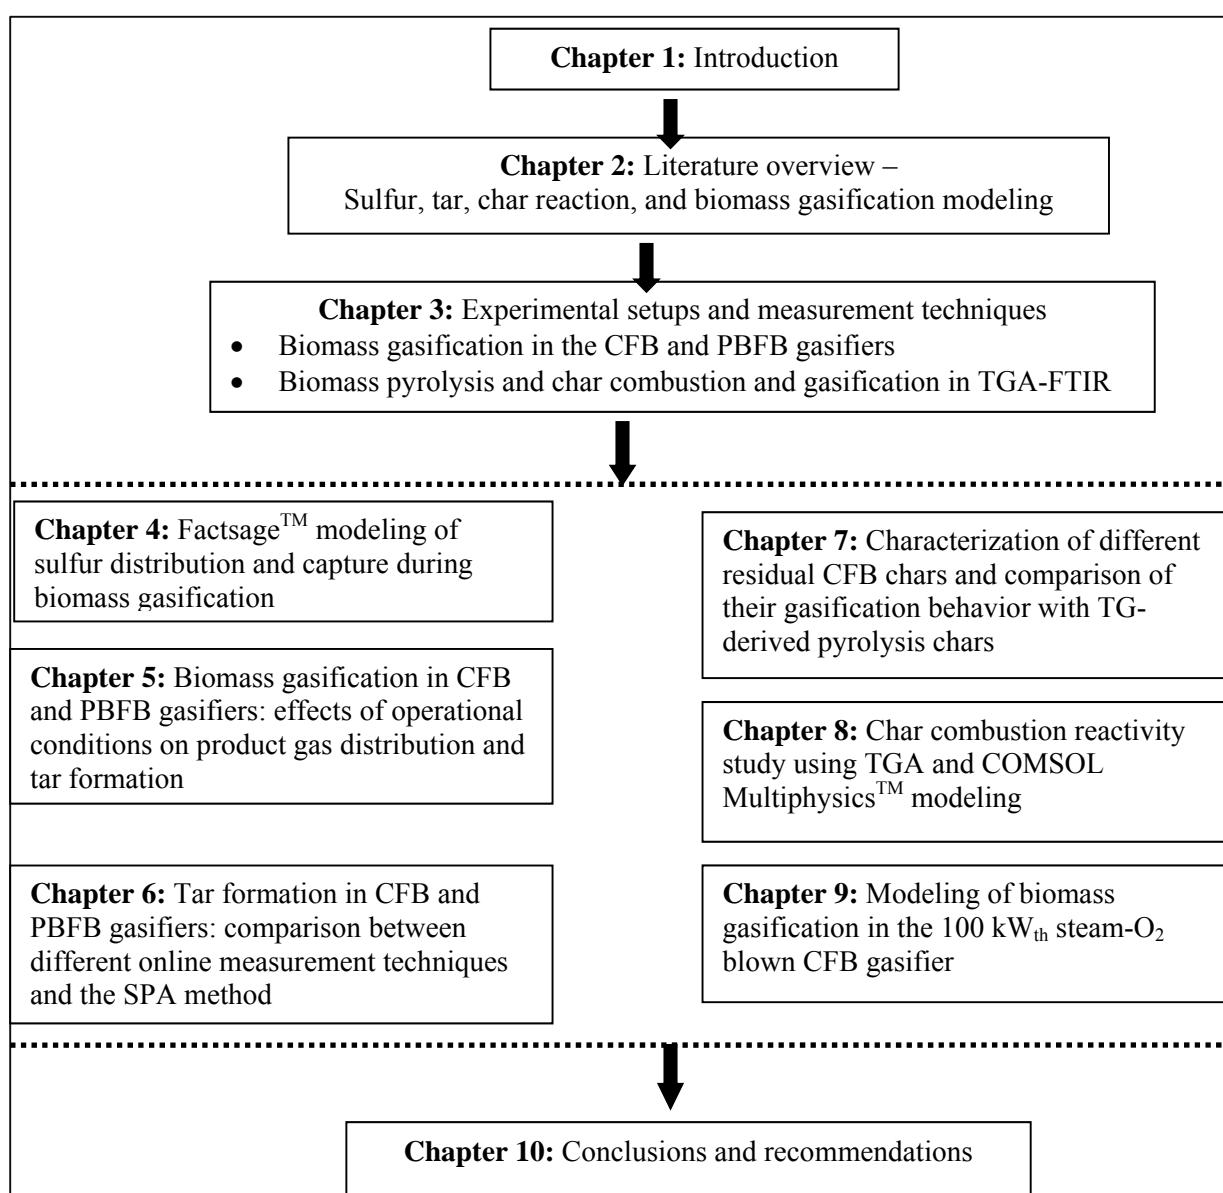 Chapter 1: Introduction
Chapter 2: Literature overview –
Sulfur, tar, char reaction, and biomass gasification modeling
Chapter 3: Experimental setups and measurement techniques
• Biomass gasification in the CFB and PBFB gasifiers
• Biomass pyrolysis and char combustion and gasification in TGA-FTIR
Chapter 4: Factsage™ modeling of
sulfur distribution and capture during
biomass gasification
Chapter 5: Biomass gasification in CFB
and PBFB gasifiers: effects of operational
conditions on product gas distribution and
tar formation
Chapter 6: Tar formation in CFB and
PBFB gasifiers: comparison between
different online measurement techniques
and the SPA method
Chapter 7: Characterization of different
residual CFB chars and comparison of
their gasification behavior with TG-
derived pyrolysis chars
Chapter 8: Char combustion reactivity
study using TGA and COMSOL
Multiphysics™ modeling
Chapter 9: Modeling of biomass
gasification in the 100 kWth steam-O2
blown CFB gasifier
Chapter 10: Conclusions and recommendations